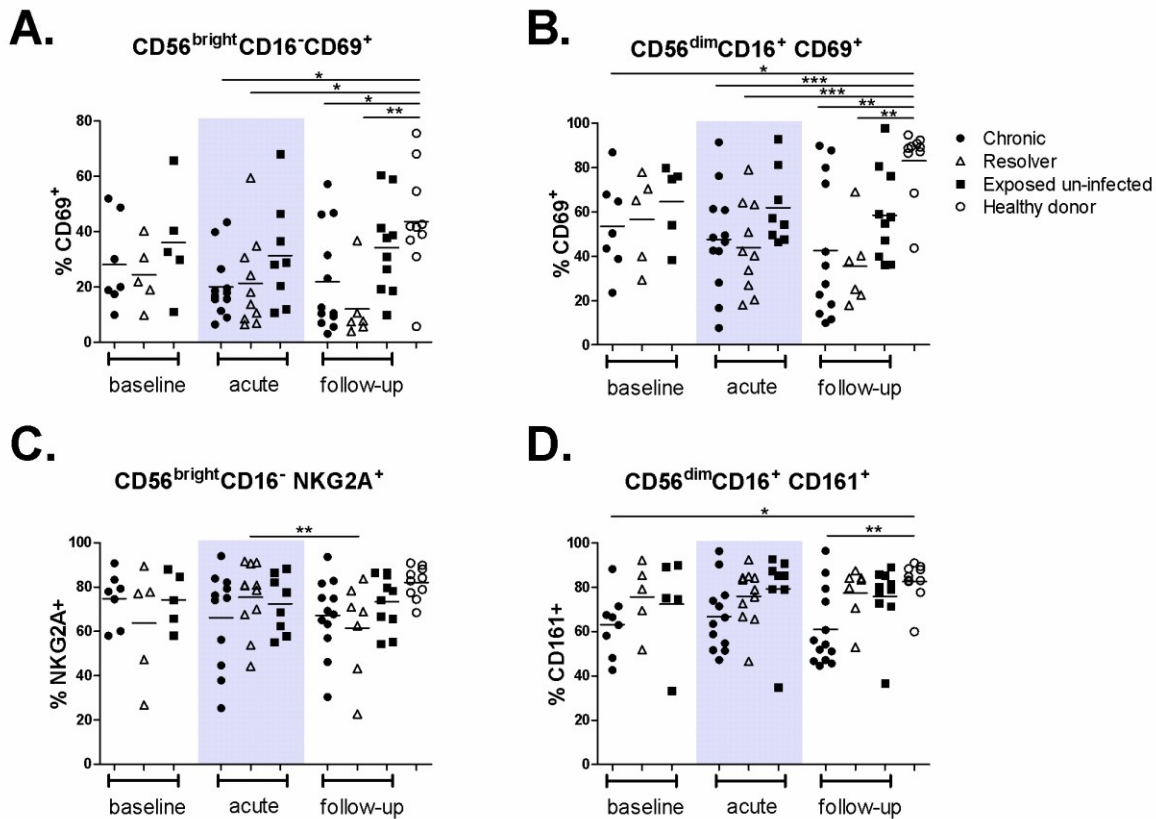 A.
CD56brightCD16-CD69+
*
*
*
**
% CD69+
80
60
40
20
0
baseline
acute
follow-up
B.
CD56dimCD16+ CD69+
*
***
***
**
**
% CD69+
100
80
60
40
20
0
baseline
acute
follow-up
Chronic
Resolver
Exposed un-infected
Healthy donor
C.
CD56brightCD16- NKG2A+
**
% NKG2A+
100
80
60
40
20
0
baseline
acute
follow-up
D.
CD56dimCD16+ CD161+
*
**
% CD161+
100
80
60
40
20
0
baseline
acute
follow-up